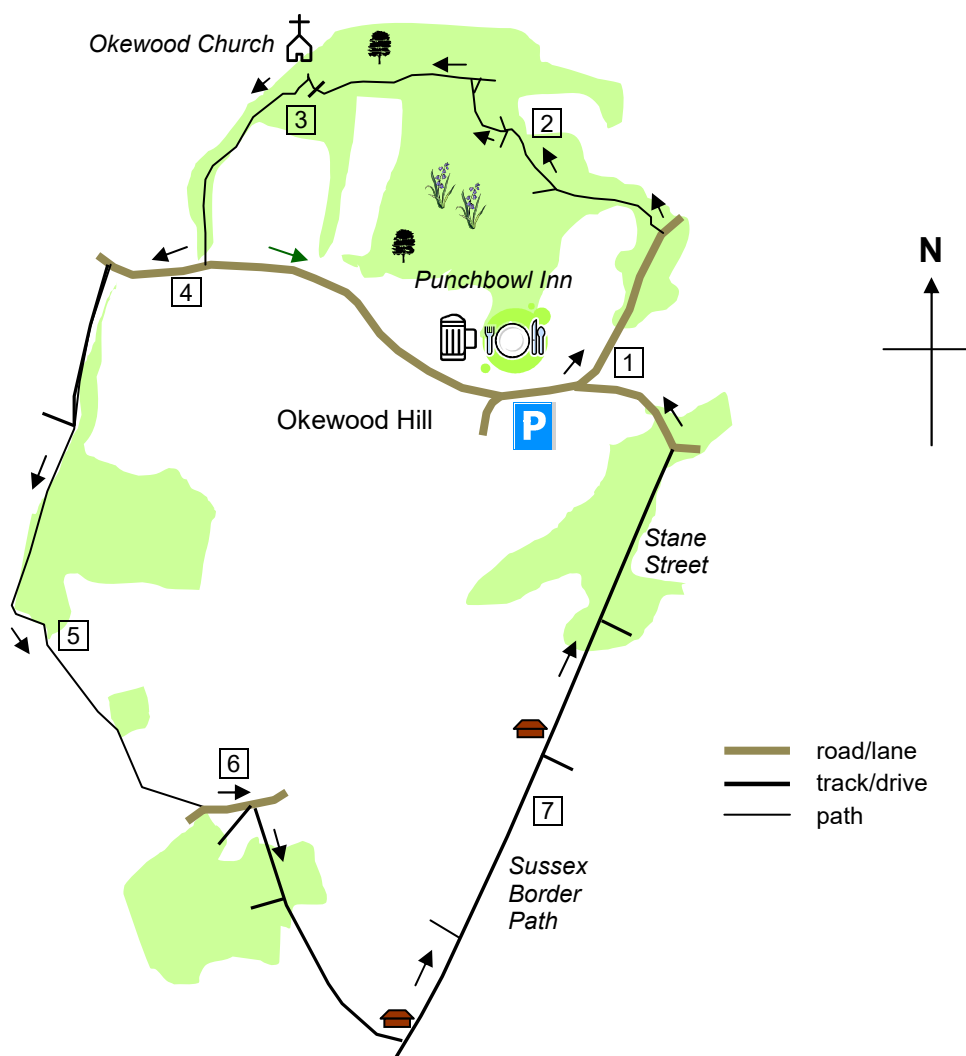 Okewood Church
3
2
N
4
Punchbowl Inn
1
Okewood Hill
P
Stane
Street
5
6
7
road/lane
track/drive
path
Sussex
Border
Path